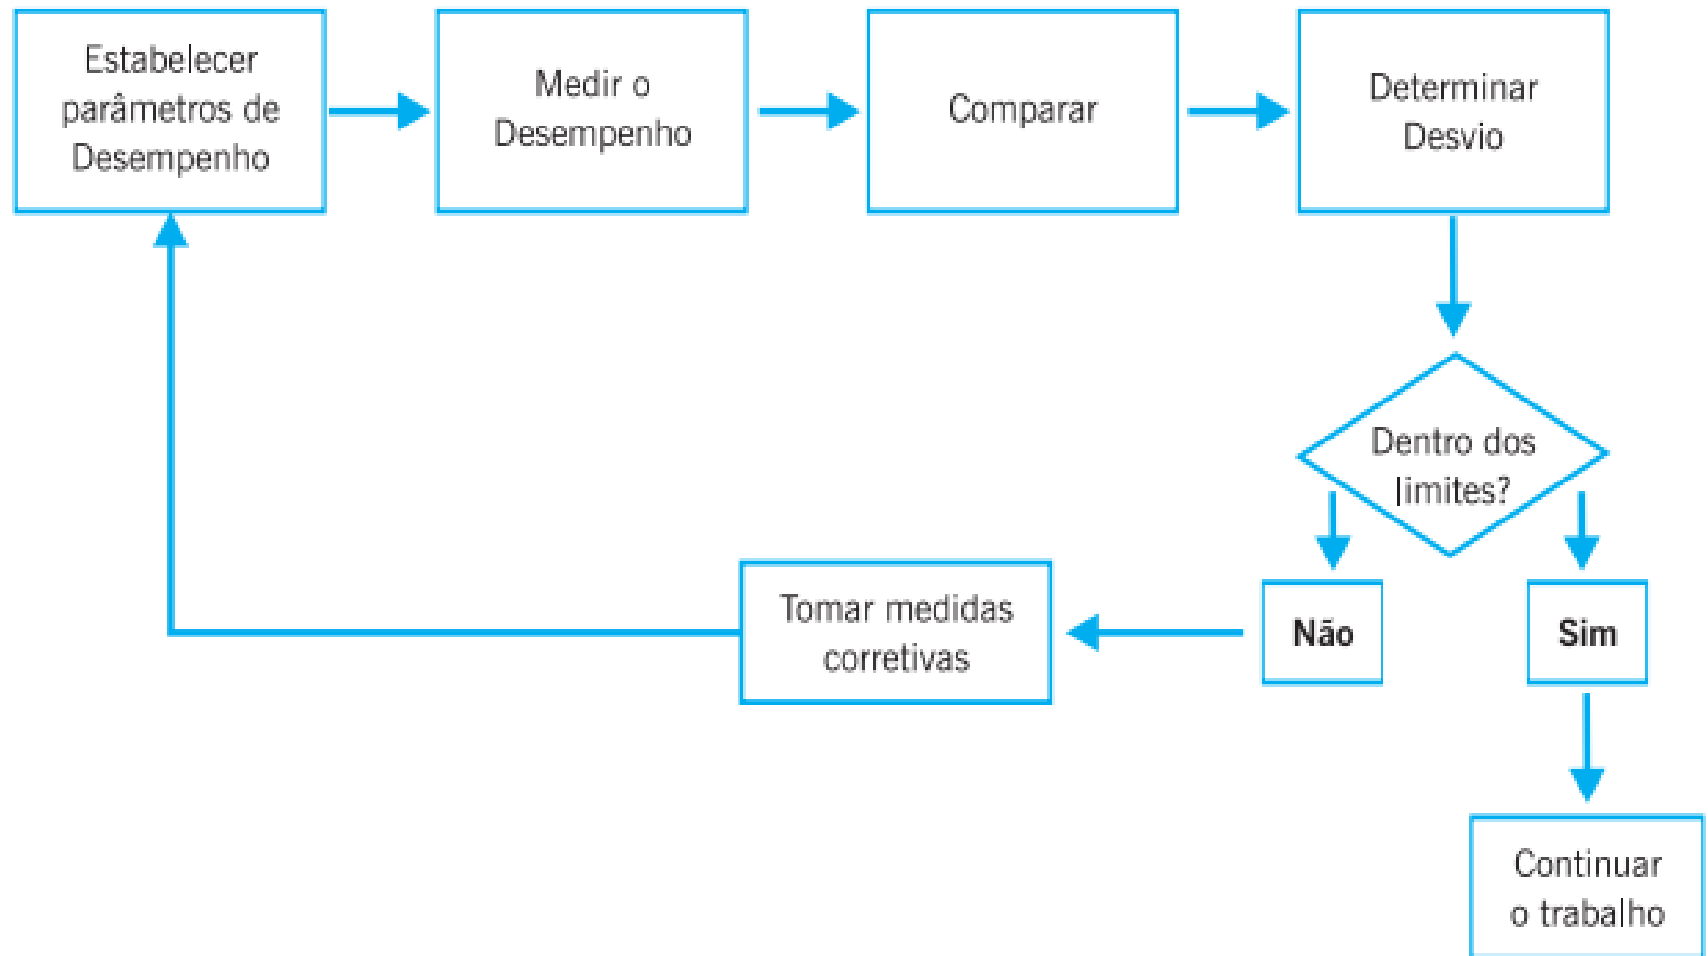 Estabelecer
parâmetros de
Desempenho
Medir o
Desempenho
Comparar
Determinar
Desvio
Dentro dos
limites?
Não
Sim
Tomar medidas
corretivas
Continuar
o trabalho